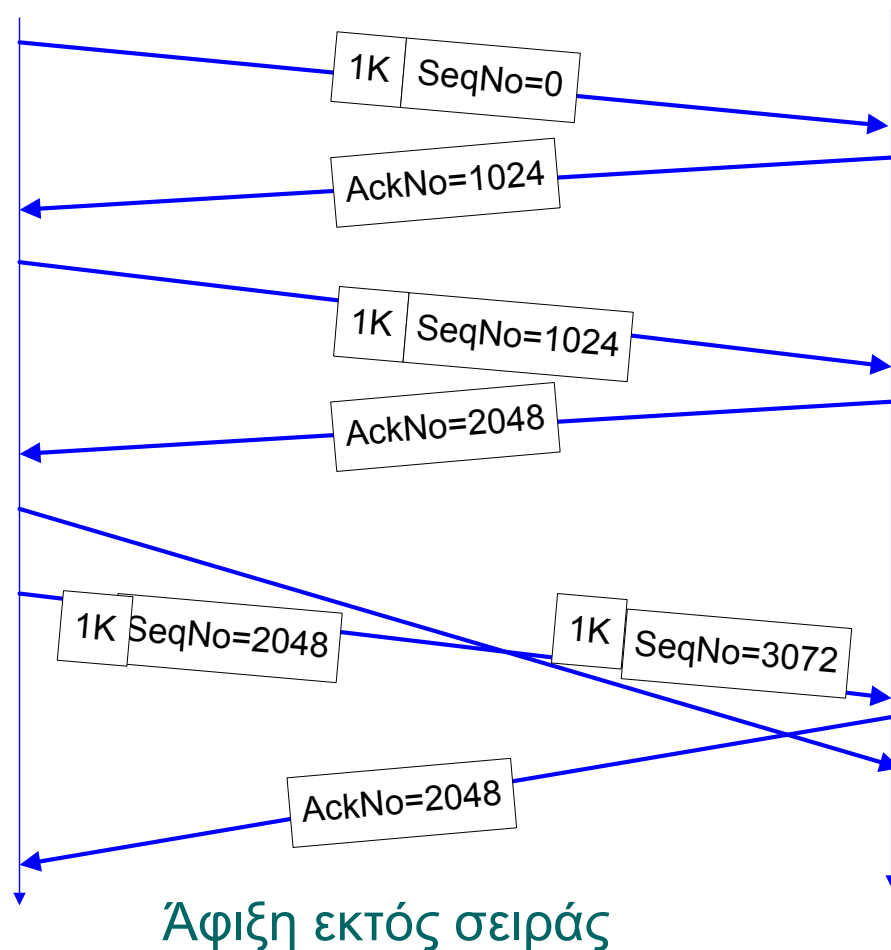 1K SeqNo=0
AckNo=1024
1K SeqNo=1024
AckNo=2048
1K SeqNo=2048
1K SeqNo=3072
AckNo=2048
Άφιξη εκτός σειράς